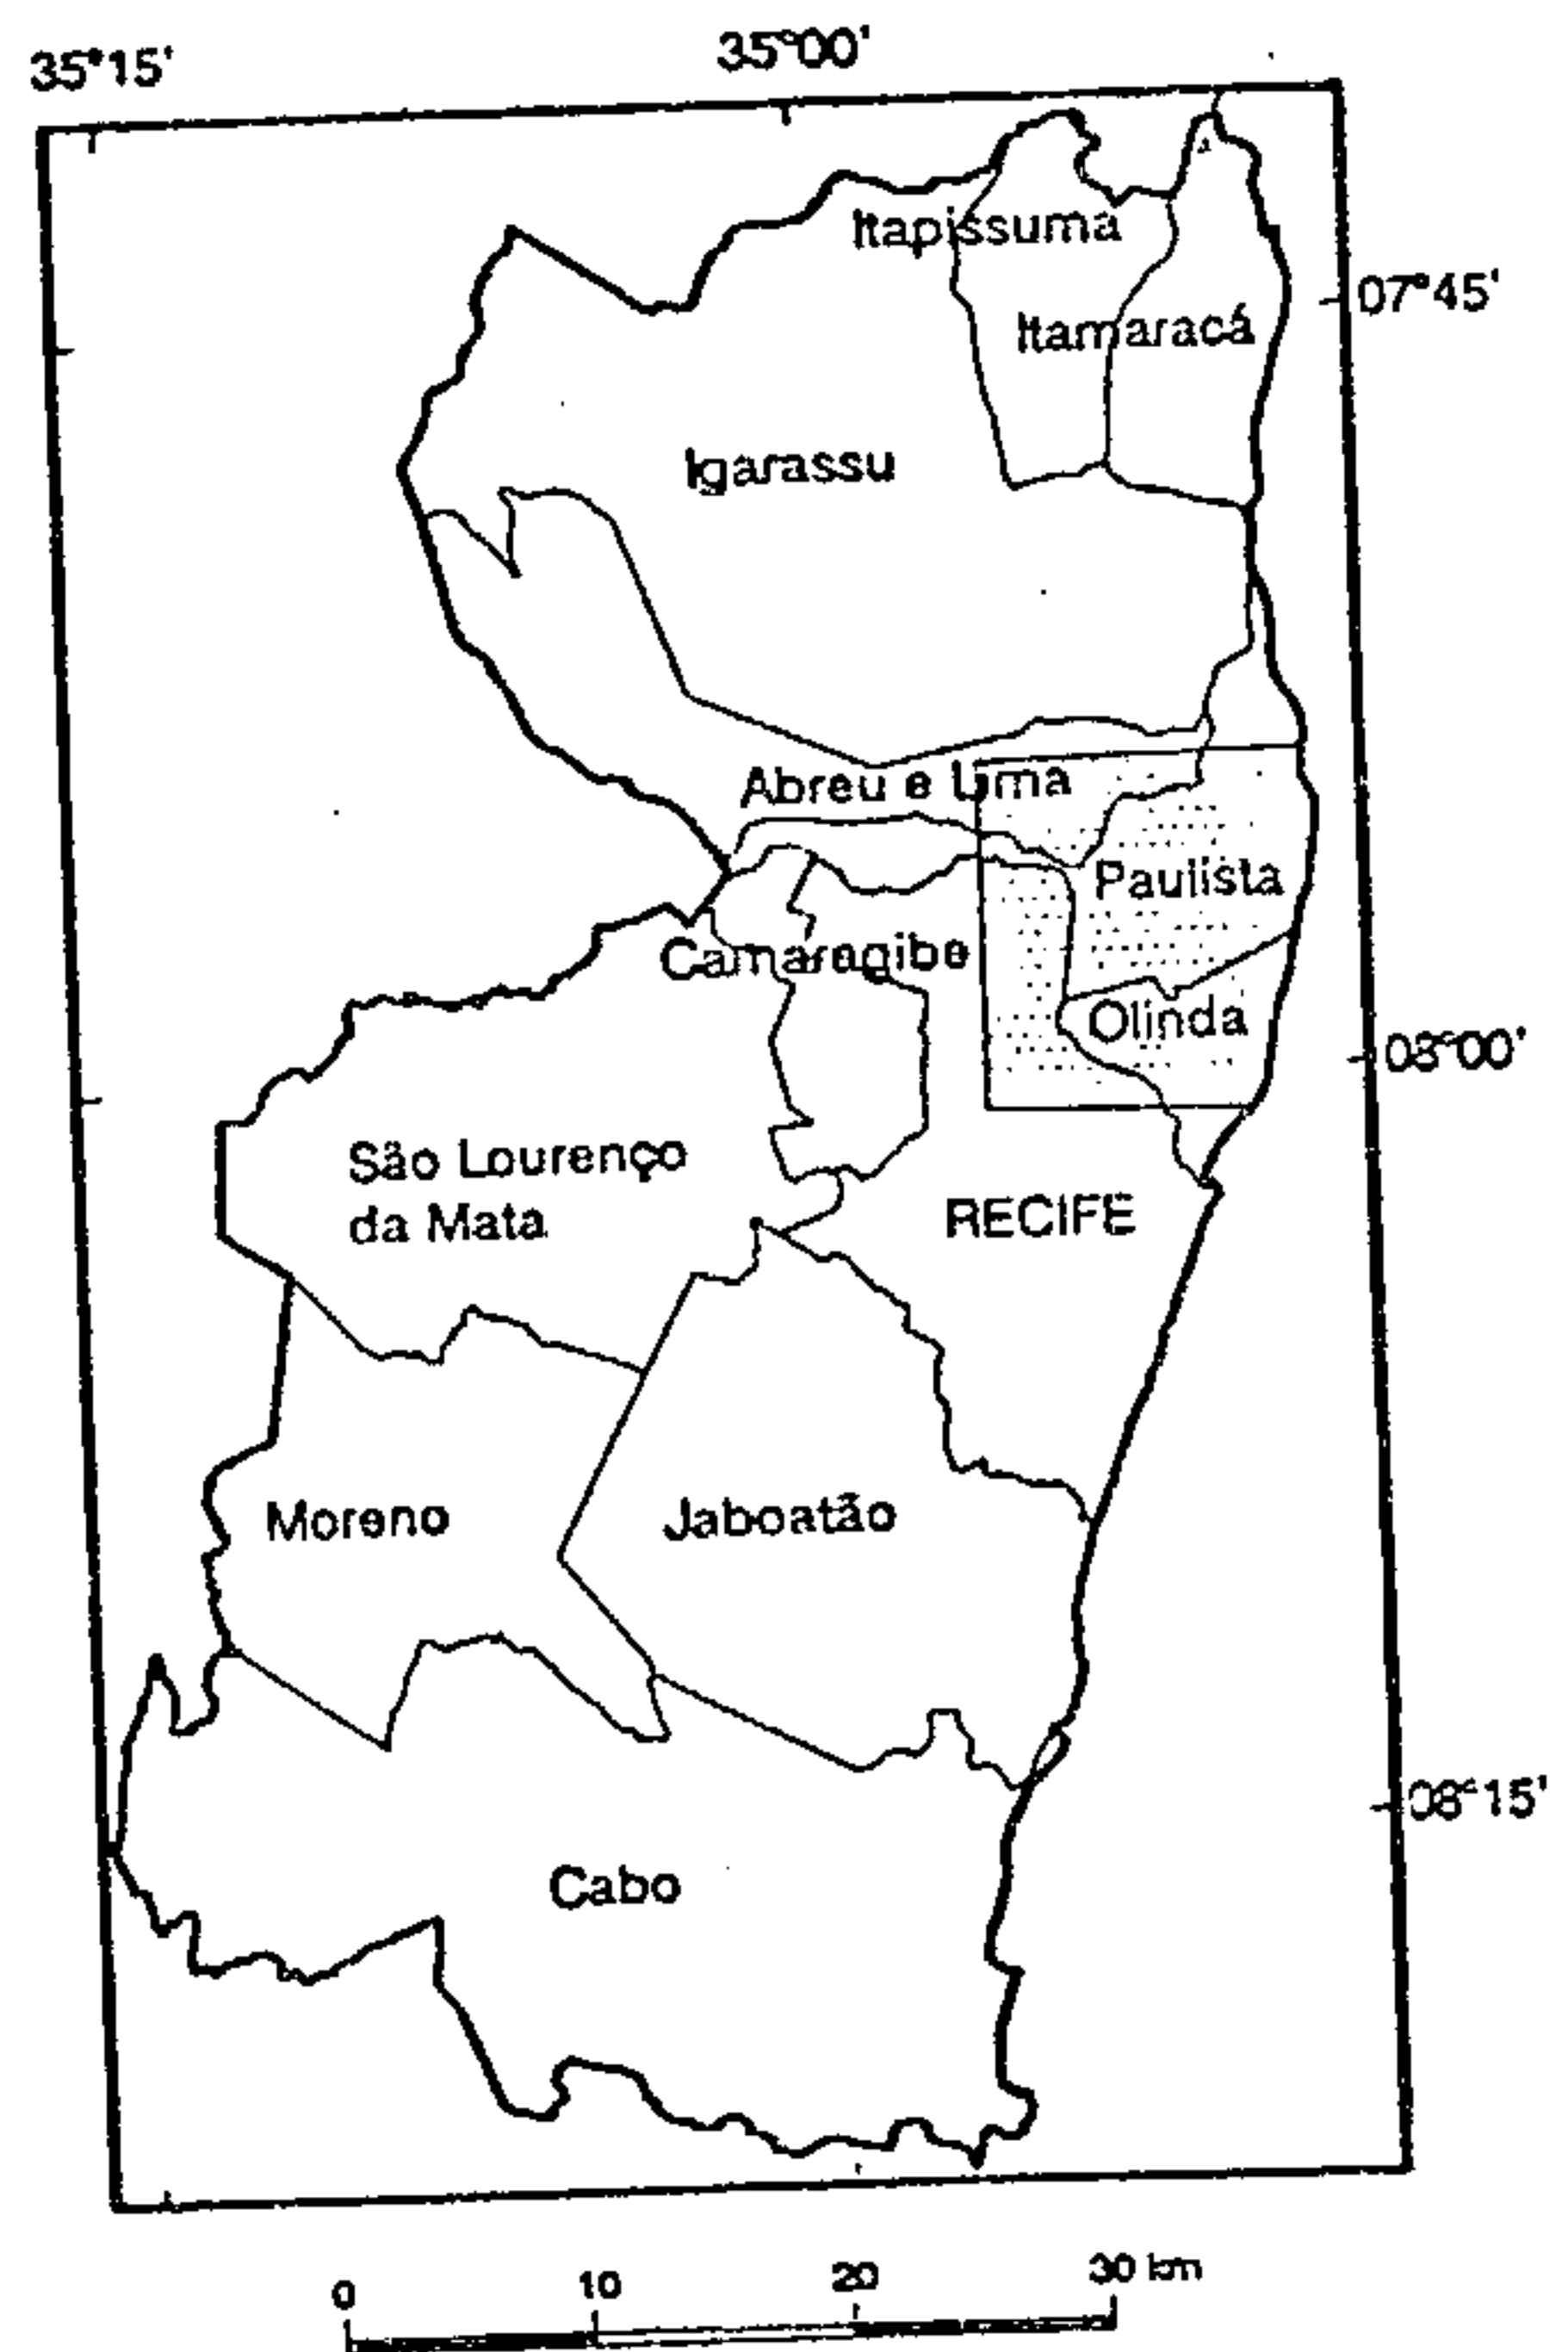 35°15' 35°00'
Itapissuma
07°45'
Itamaracá
Igarassu
Abreu e Lima
Paulista
Camaragibe
Olinda
08°00'
São Lourenço
da Mata
RECIFE
Moreno
Jaboatão
08°15'
Cabo
0 10 20 30 km